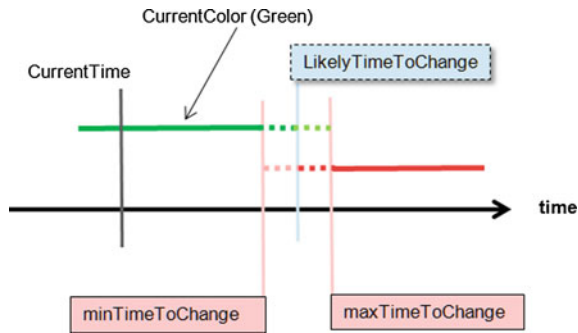 CurrentColor (Green)
CurrentTime
LikelyTimeToChange
time
minTimeToChange
maxTimeToChange